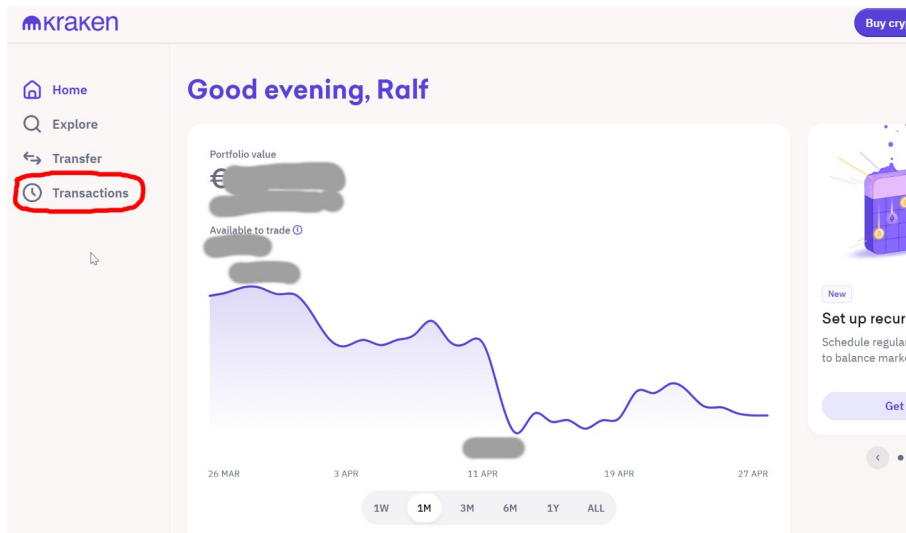 mкraкen
Buy cry
Home
Explore
Transfer
Transactions
Good evening, Ralf
Portfolio value
€
Available to trade
New
Set up recur
Schedule regular
to balance mark
Get
26 MAR 3 APR 11 APR 19 APR 27 APR
1W 1M 3M 6M 1Y ALL